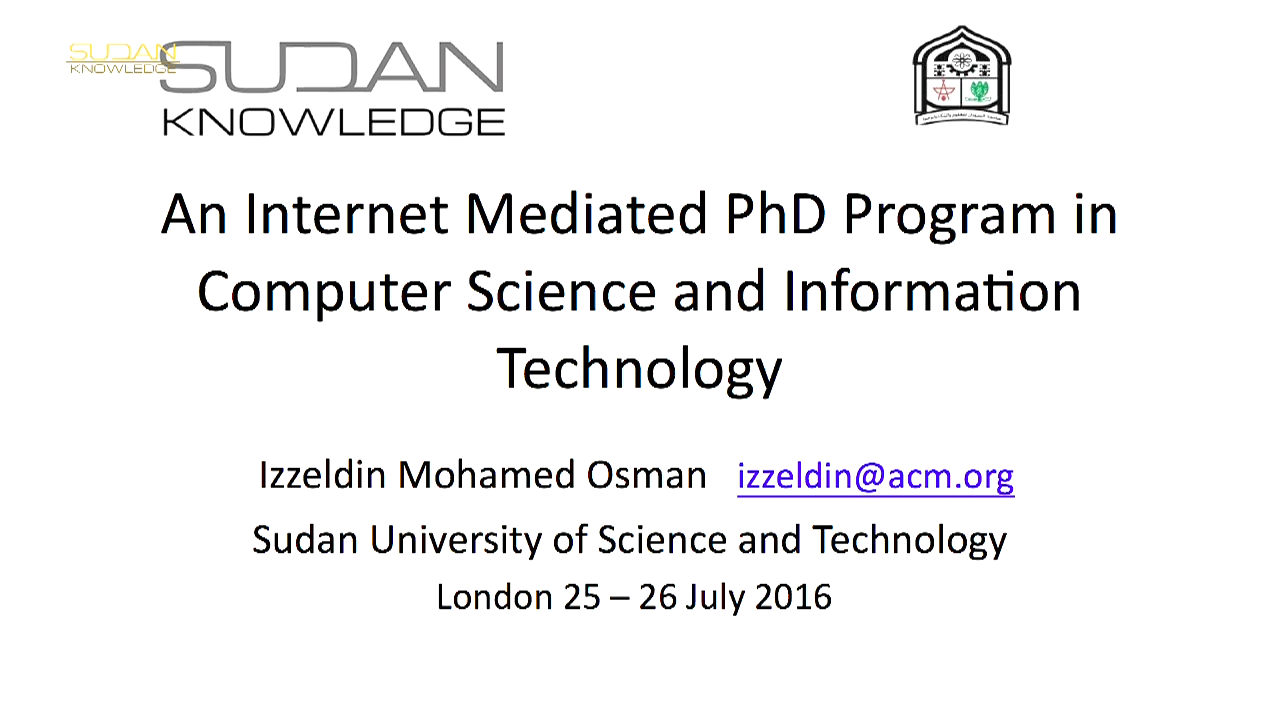 SUDAN
KNOWLEDGE
SUDAN
KNOWLEDGE
An Internet Mediated PhD Program in
Computer Science and Information
Technology
Izzeldin Mohamed Osman izzeldin@acm.org
Sudan University of Science and Technology
London 25 – 26 July 2016